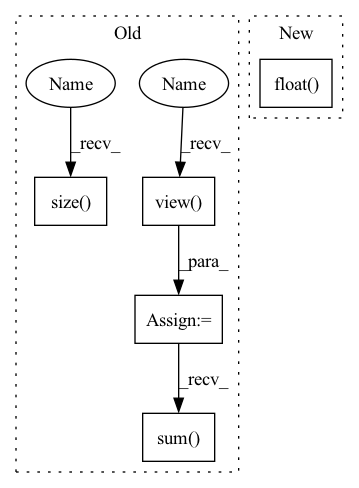 Old
New
Name
Name
float()
_recv_
_recv_
size()
view()
_para_
Assign:=
_recv_
sum()